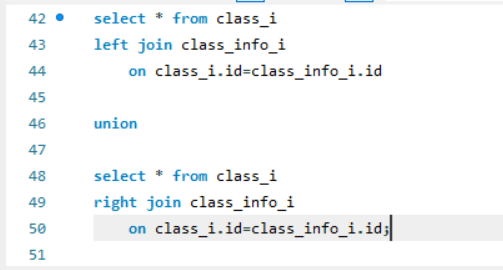 42 select * from class_i
43 left join class_info_i
44 on class_i.id=class_info_i.id
45
46 union
47
48 select * from class_i
49 right join class_info_i
50 on class_i.id=class_info_i.id;
51